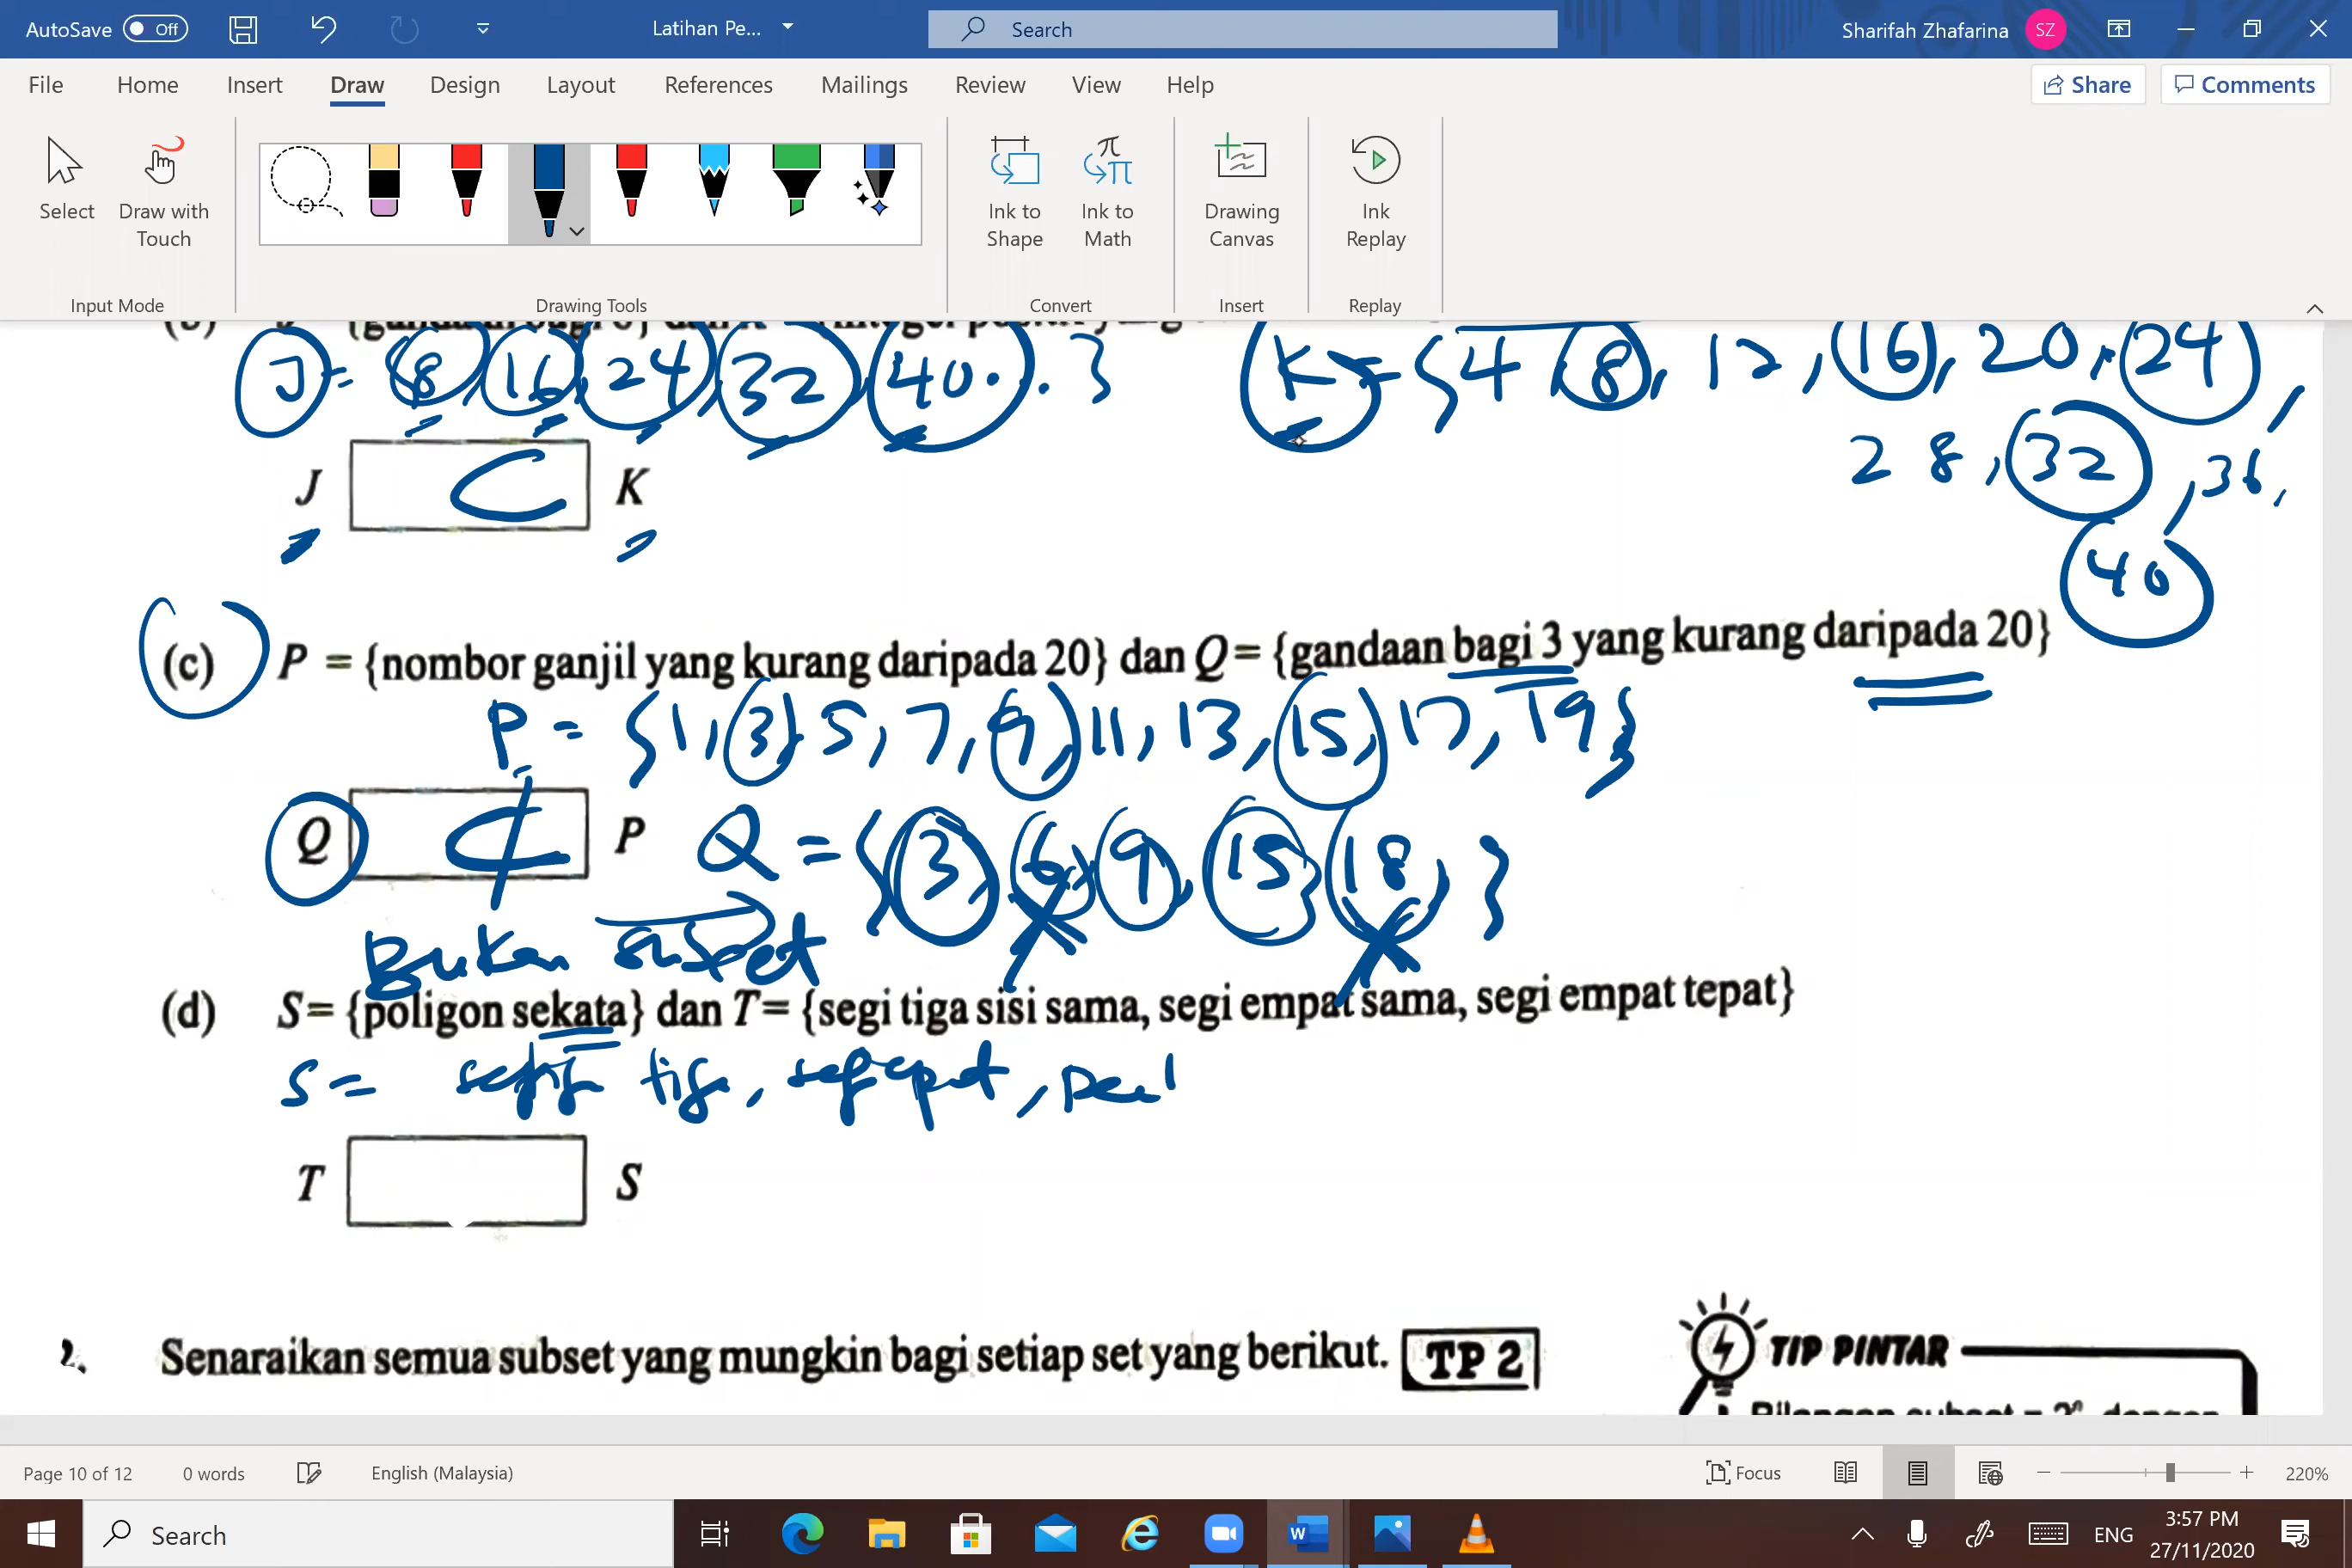 AutoSave Off Latihan Pe... Search Sharifah Zhafarina SZ
File Home Insert Draw Design Layout References Mailings Review View Help Share Comments
Select Draw with Touch Ink to Shape Ink to Math Drawing Canvas Ink Replay
Input Mode Drawing Tools Convert Insert Replay
J = {8, 16, 24, 32, 40 . . } K = {4, 8, 12, 16, 20, 24,
28, 32, 36,
40
J ⊂ K
(c) P = {nombor ganjil yang kurang daripada 20} dan Q = {gandaan bagi 3 yang kurang daripada 20}
P = {1, 3, 5, 7, 9, 11, 13, 15, 17, 19}
Q ⊄ P Q = {3, 6, 9, 15} 18, }
Bukan subset
(d) S = {poligon sekata} dan T = {segi tiga sisi sama, segi empat sama, segi empat tepat}
S =
T S
2. Senaraikan semua subset yang mungkin bagi setiap set yang berikut. TP 2 TIP PINTAR
Page 10 of 12 0 words English (Malaysia) Focus 220%
Search ENG 3:57 PM
27/11/2020